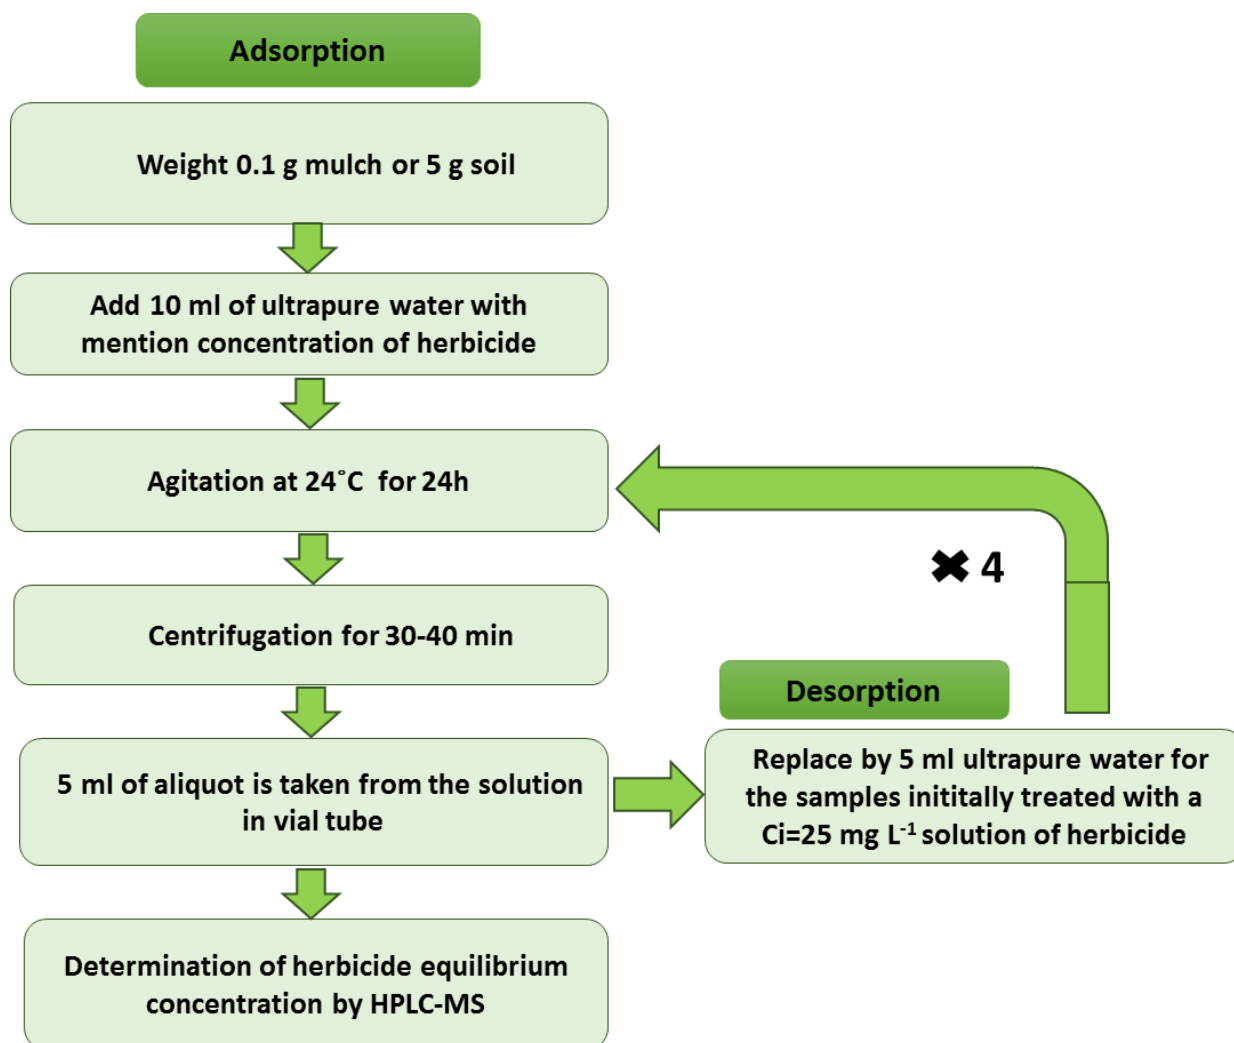 Adsorption
Weight 0.1 g mulch or 5 g soil
Add 10 ml of ultrapure water with
mention concentration of herbicide
Agitation at 24°C for 24h
Centrifugation for 30-40 min
5 ml of aliquot is taken from the solution
in vial tube
Determination of herbicide equilibrium
concentration by HPLC-MS
✖ 4
Desorption
Replace by 5 ml ultrapure water for
the samples inititally treated with a
Ci=25 mg L⁻¹ solution of herbicide